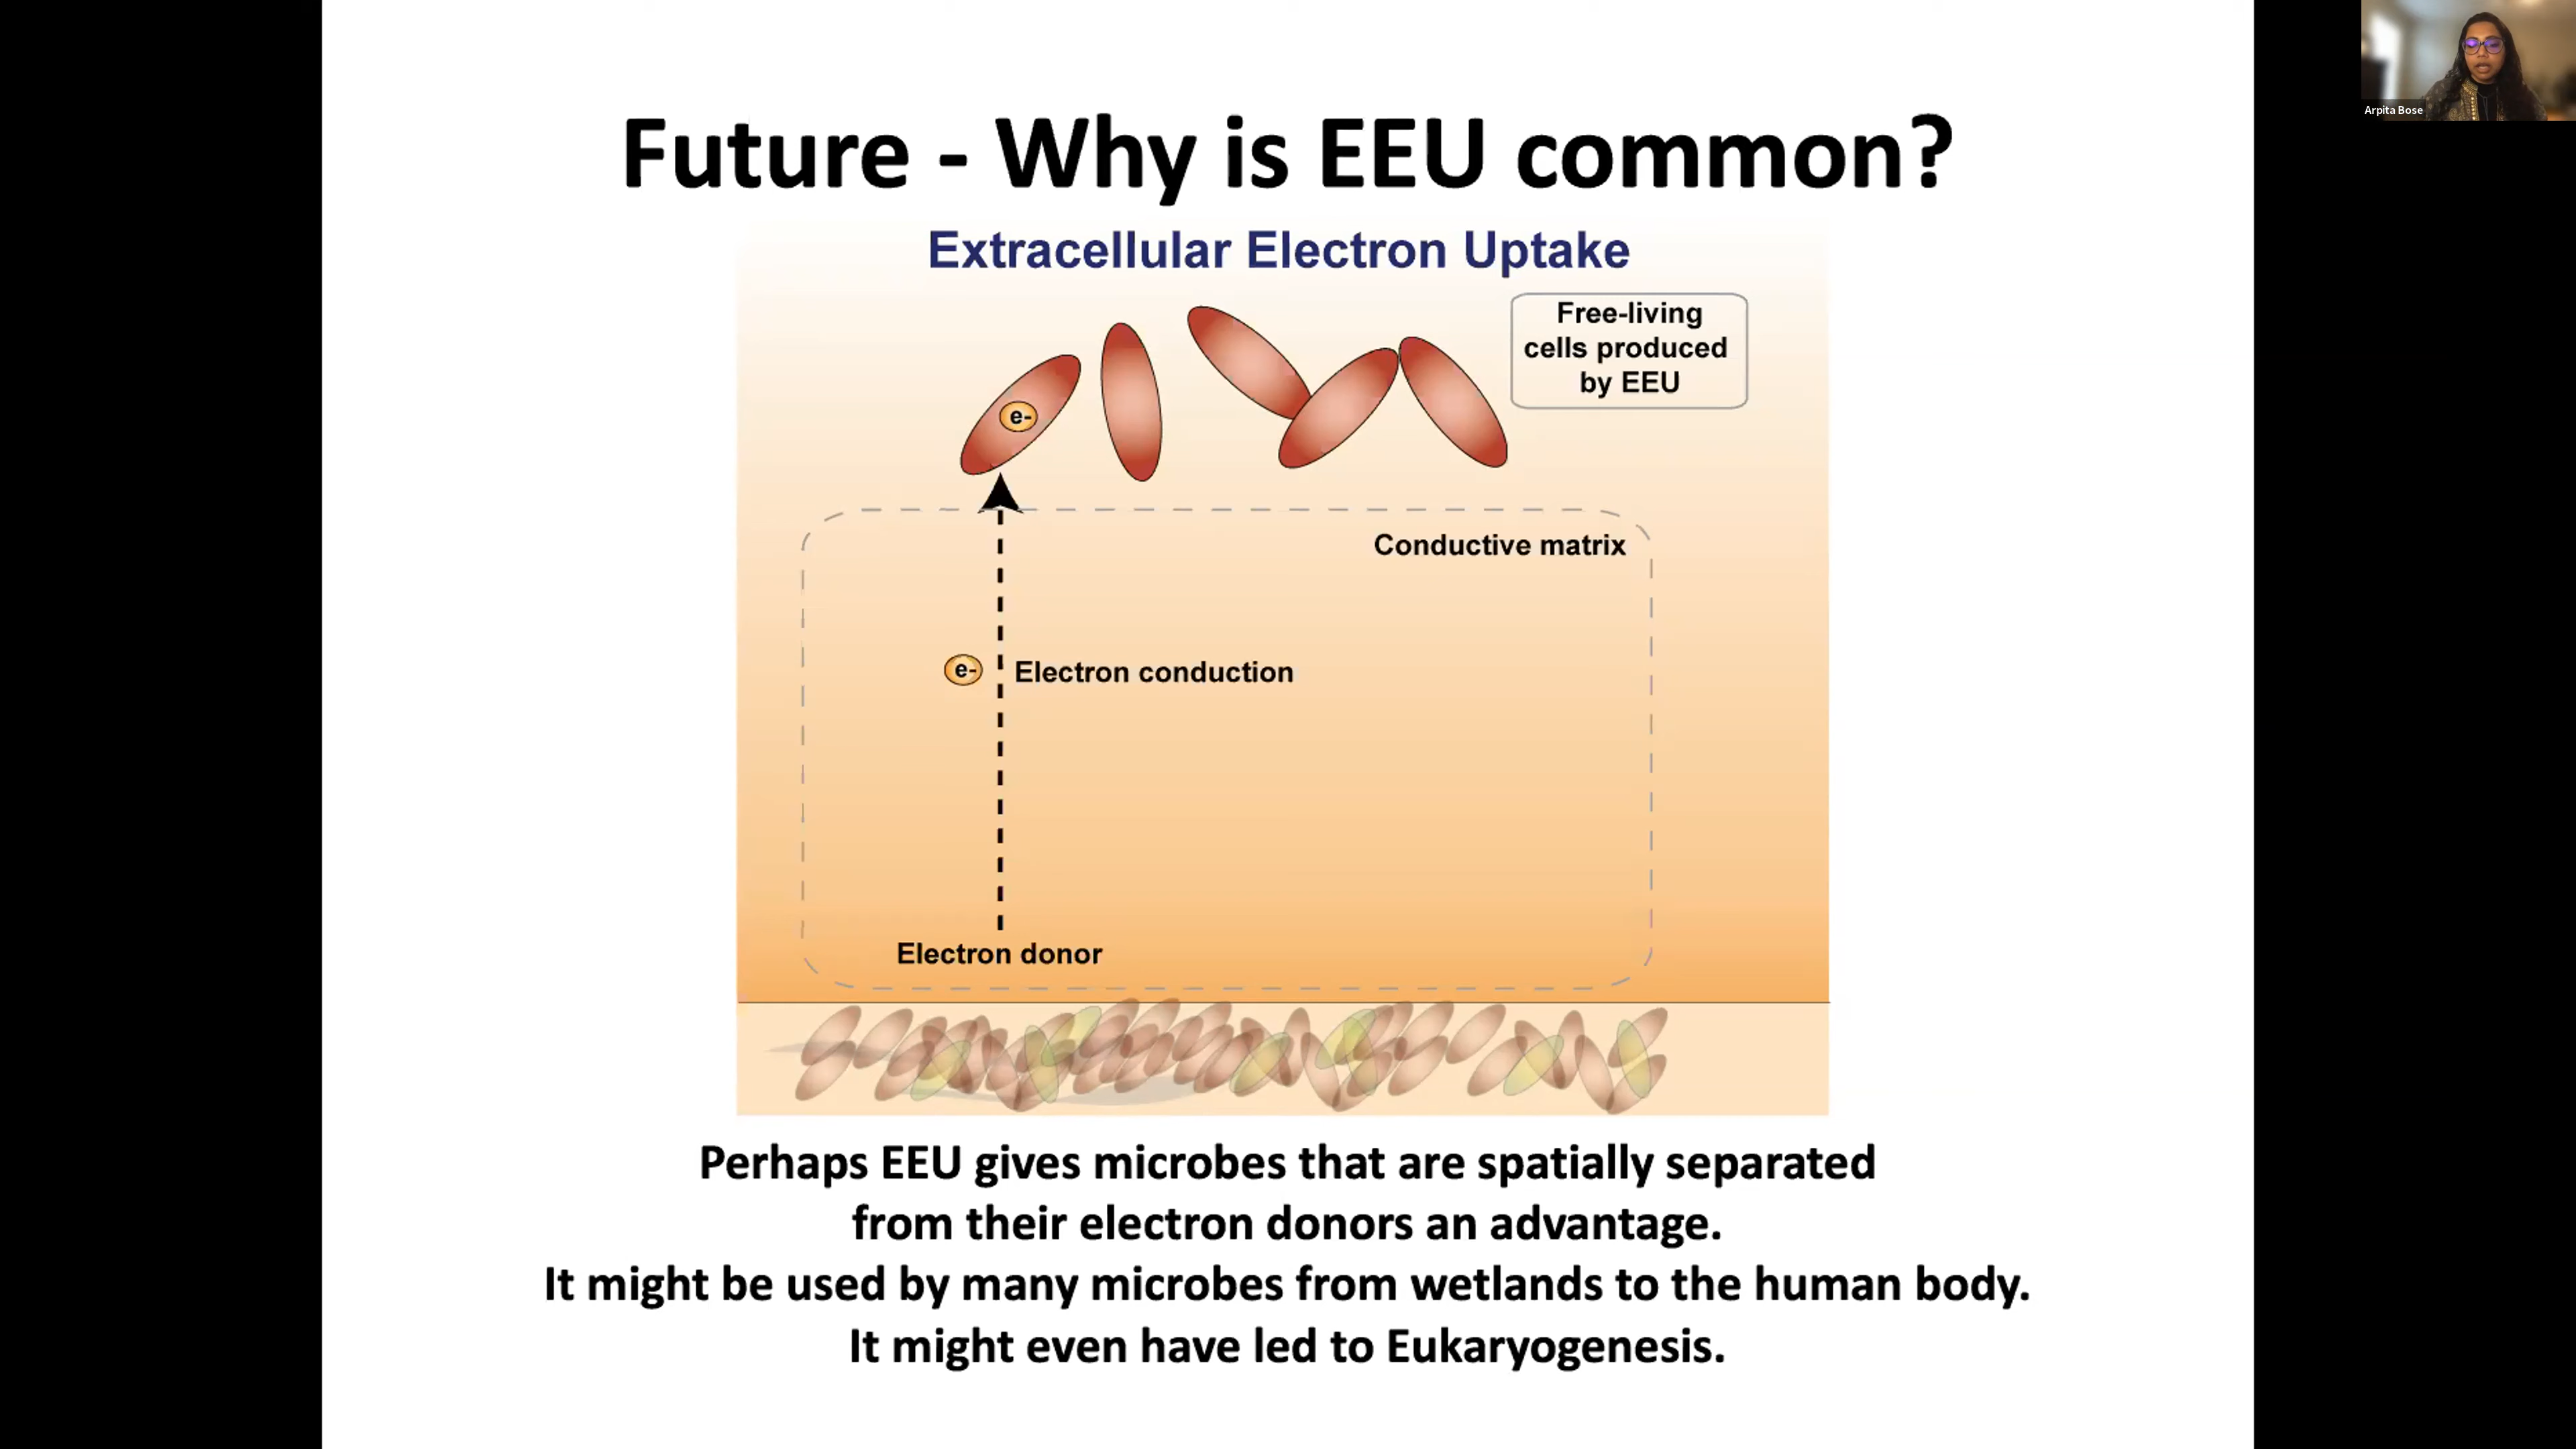 Arpita Bose
Future - Why is EEU common?
Extracellular Electron Uptake
Free-living
cells produced
by EEU
e-
Conductive matrix
e-
Electron conduction
Electron donor
Perhaps EEU gives microbes that are spatially separated
from their electron donors an advantage.
It might be used by many microbes from wetlands to the human body.
It might even have led to Eukaryogenesis.